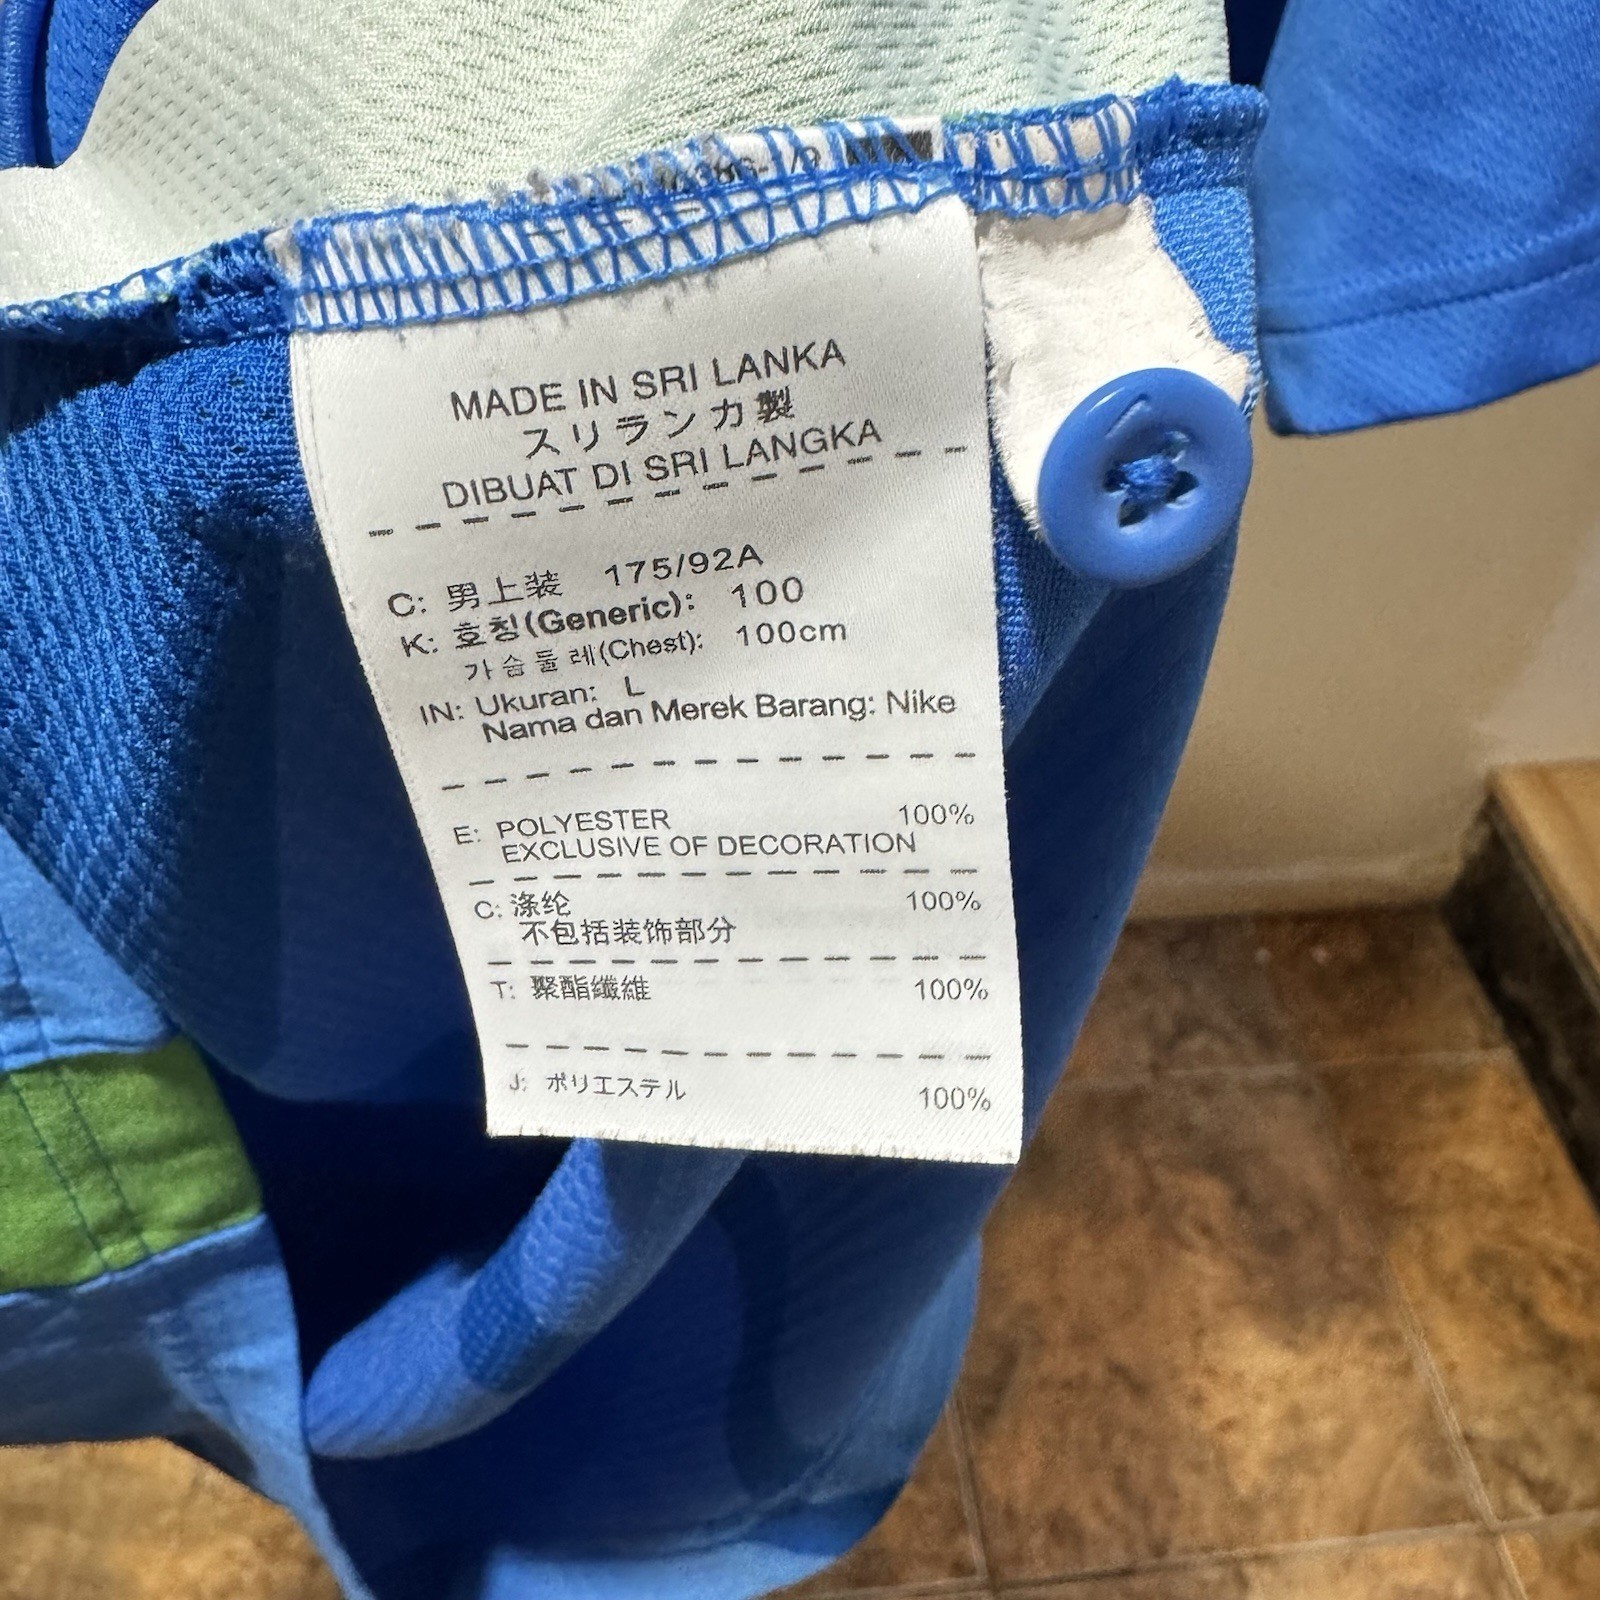 MADE IN SRI LANKA
スリランカ製
DIBUAT DI SRI LANGKA
C: 男上装 175/92A
K: 호칭(Generic): 100
가슴둘레(Chest): 100cm
IN: Ukuran: L
Nama dan Merek Barang: Nike
E: POLYESTER 100%
EXCLUSIVE OF DECORATION
C: 涤纶 100%
不包括装饰部分
T: 聚酯纖維 100%
J: ポリエステル 100%